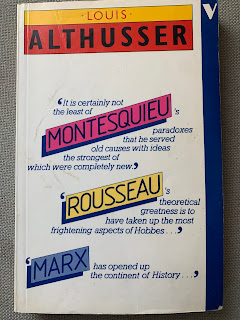 · LOUIS ·
ALTHUSSER
V
'It is certainly not
the least of
MONTESQUIEU's
paradoxes
that he served
old causes with ideas
the strongest of
which were completely new.'
'ROUSSEAU's
theoretical
greatness is to
have taken up the most
frightening aspects of Hobbes . . .'
'MARX has opened up
the continent of History . . .'